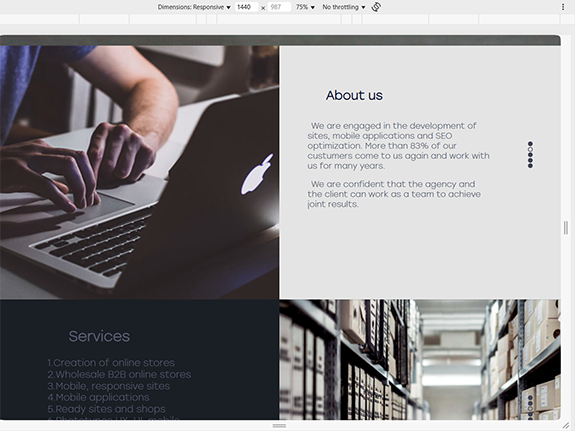 Dimensions: Responsive ▼ 1440 × 987 75% ▼ No throttling ▼
About us
We are engaged in the development of
sites, mobile applications and SEO
optimization. More than 83% of our
custumers come to us again and work with
us for many years.
We are confident that the agency and
the client can work as a team to achieve
joint results.
Services
1.Creation of online stores
2.Wholesale B2B online stores
3.Mobile, responsive sites
4.Mobile applications
5.Ready sites and shops